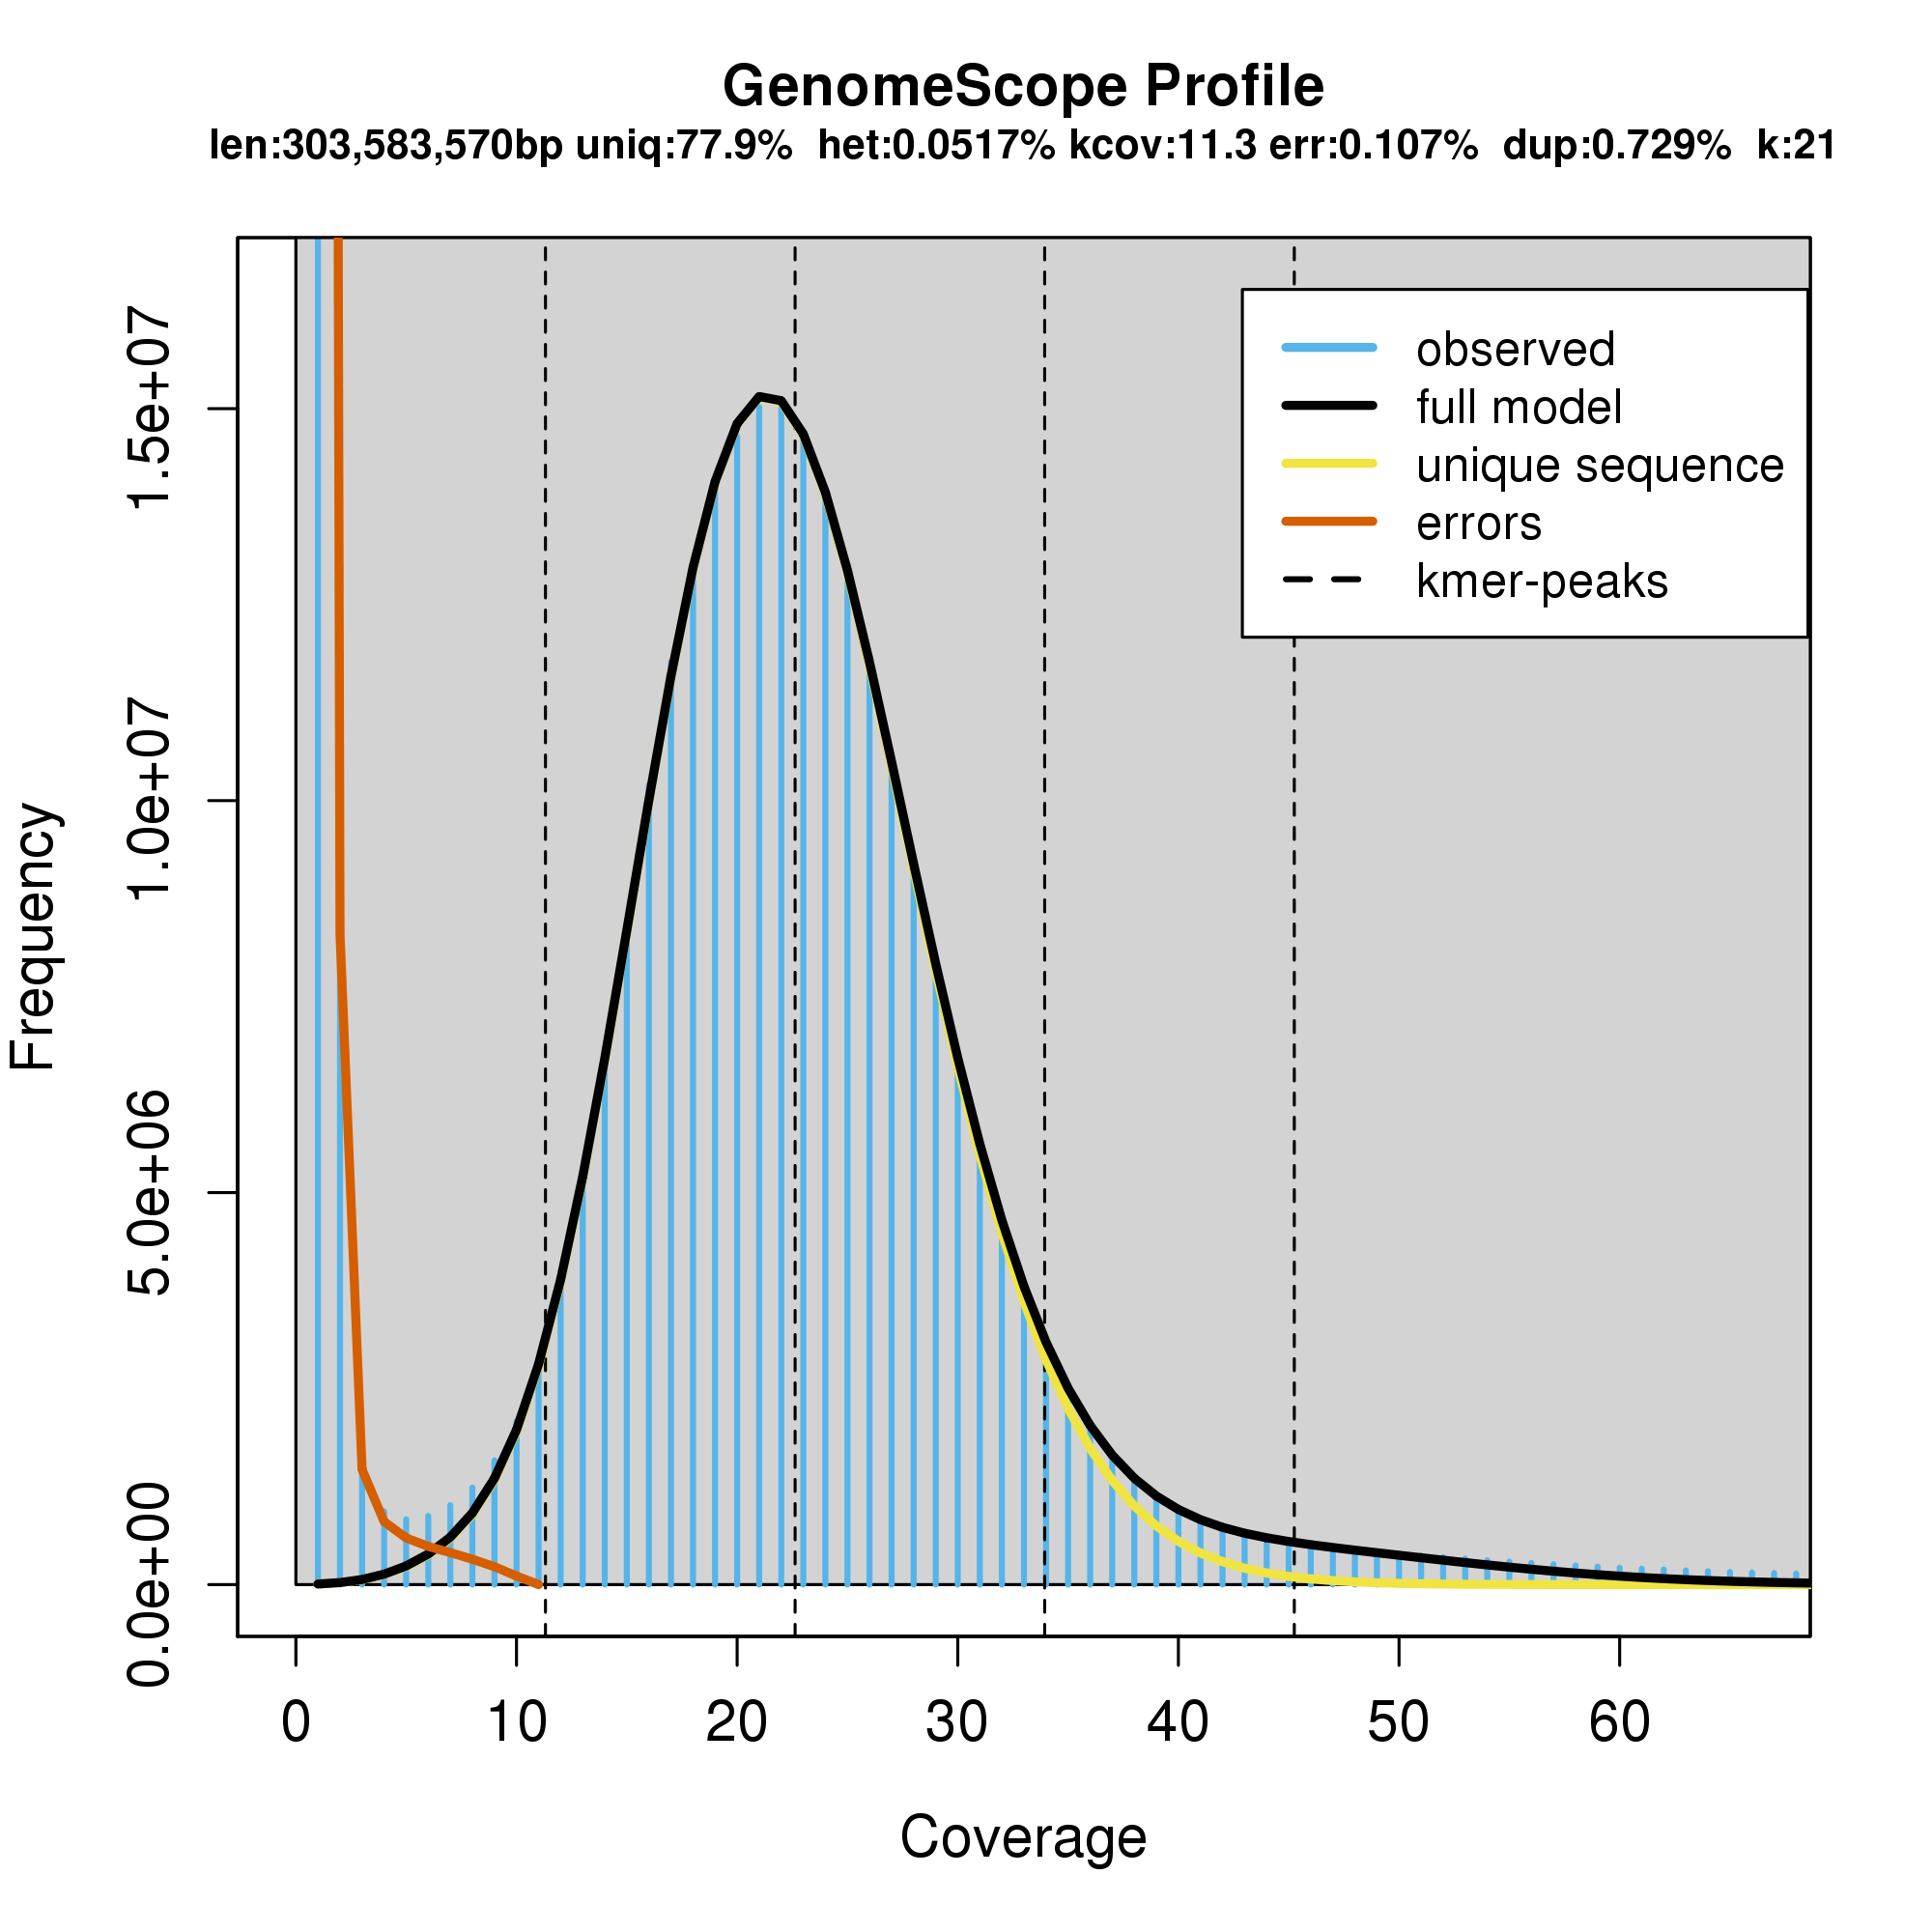 GenomeScope Profile
len:303,583,570bp uniq:77.9% het:0.0517% kcov:11.3 err:0.107% dup:0.729% k:21
observed
full model
unique sequence
errors
kmer-peaks
Frequency
1.5e+07
1.0e+07
5.0e+06
0.0e+00
0 10 20 30 40 50 60
Coverage